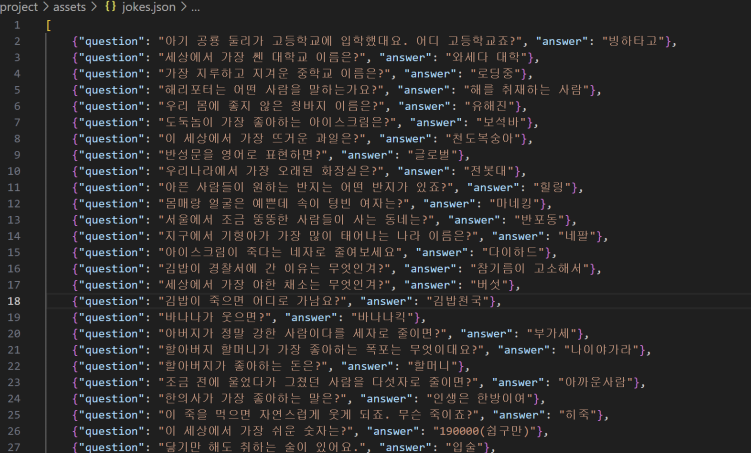 project > assets > {} jokes.json > ...
1 [
2 {"question": "아기 공룡 둘리가 고등학교에 입학했대요. 어디 고등학교죠?", "answer": "빙하타고"},
3 {"question": "세상에서 가장 쎈 대학교 이름은?", "answer": "와세다 대학"},
4 {"question": "가장 지루하고 지겨운 중학교 이름은?", "answer": "로딩중"},
5 {"question": "해리포터는 어떤 사람을 말하는가요?", "answer": "해를 취재하는 사람"},
6 {"question": "우리 몸에 좋지 않은 청바지 이름은?", "answer": "유해진"},
7 {"question": "도둑놈이 가장 좋아하는 아이스크림은?", "answer": "보석바"},
8 {"question": "이 세상에서 가장 뜨거운 과일은?", "answer": "천도복숭아"},
9 {"question": "반성문을 영어로 표현하면?", "answer": "글로벌"},
10 {"question": "우리나라에서 가장 오래된 화장실은?", "answer": "전봇대"},
11 {"question": "아픈 사람들이 원하는 반지는 어떤 반지가 있죠?", "answer": "힐링"},
12 {"question": "몸매랑 얼굴은 예쁜데 속이 텅빈 여자는?", "answer": "마네킹"},
13 {"question": "서울에서 조금 뚱뚱한 사람들이 사는 동네는?", "answer": "반포동"},
14 {"question": "지구에서 기형아가 가장 많이 태어나는 나라 이름은?", "answer": "네팔"},
15 {"question": "아이스크림이 죽다는 네자로 줄여보세요", "answer": "다이하드"},
16 {"question": "김밥이 경찰서에 간 이유는 무엇인겨?", "answer": "참기름이 고소해서"},
17 {"question": "세상에서 가장 야한 채소는 무엇인겨?", "answer": "버섯"},
18 {"question": "김밥이 죽으면 어디로 가남요?", "answer": "김밥천국"},
19 {"question": "바나나가 웃으면?", "answer": "바나나킥"},
20 {"question": "아버지가 정말 강한 사람이다를 세자로 줄이면?", "answer": "부가세"},
21 {"question": "할아버지 할머니가 가장 좋아하는 폭포는 무엇이대요?", "answer": "나이야가라"},
22 {"question": "할아버지가 좋아하는 돈은?", "answer": "할머니"},
23 {"question": "조금 전에 울었다가 그쳤던 사람을 다섯자로 줄이면?", "answer": "아까운사람"},
24 {"question": "한의사가 가장 좋아하는 말은?", "answer": "인생은 한방이여"},
25 {"question": "이 죽을 먹으면 자연스럽게 웃게 되죠. 무슨 죽이죠?", "answer": "히죽"},
26 {"question": "이 세상에서 가장 쉬운 숫자는?", "answer": "190000(쉽구만)"},
27 {"question": "닿기만 해도 취하는 술이 있어요.", "answer": "입술"},